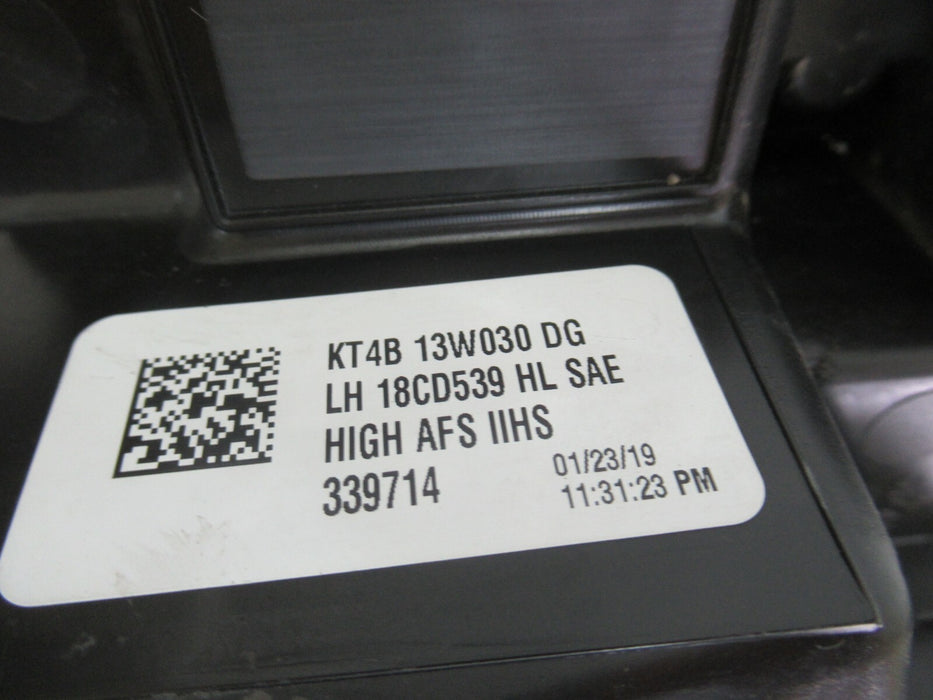 KT4B 13W030 DG
LH 18CD539 HL SAE
HIGH AFS IIHS
339714
01/23/19
11:31:23 PM